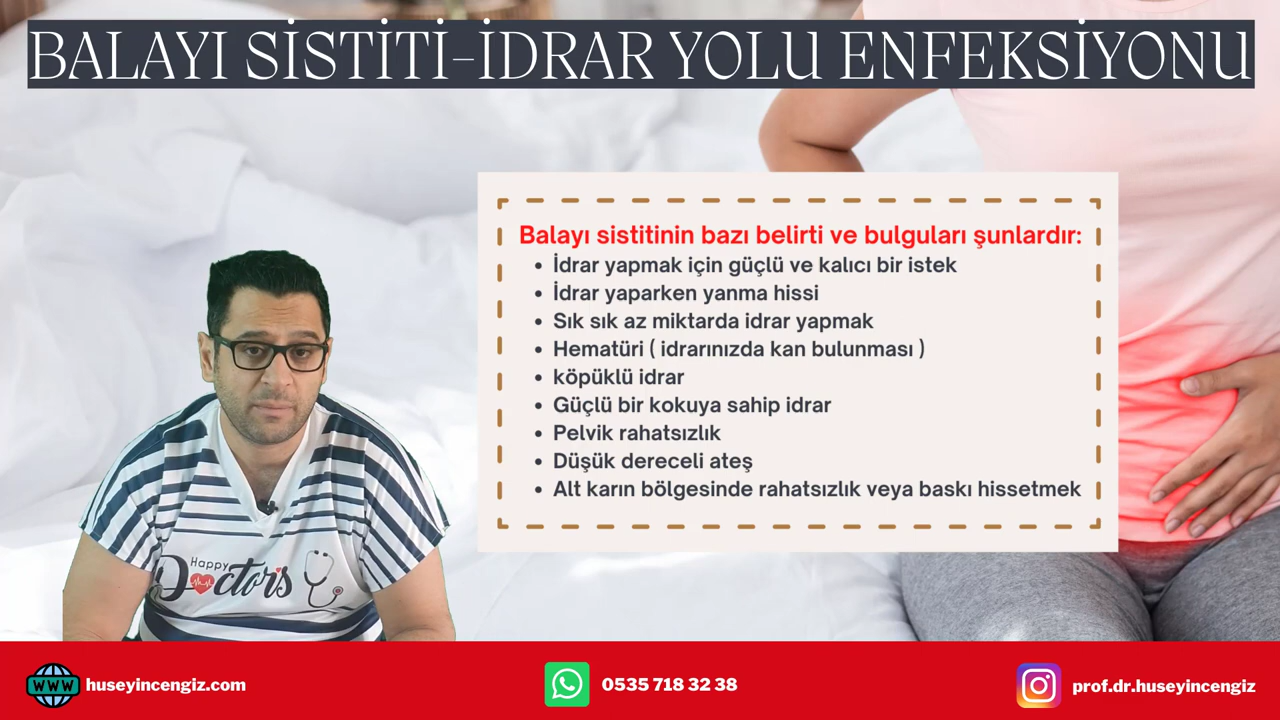 BALAYI SİSTİTİ-İDRAR YOLU ENFEKSİYONU
Balayı sistitinin bazı belirti ve bulguları şunlardır:
• İdrar yapmak için güçlü ve kalıcı bir istek
• İdrar yaparken yanma hissi
• Sık sık az miktarda idrar yapmak
• Hematüri ( idrarınızda kan bulunması )
• köpüklü idrar
• Güçlü bir kokuya sahip idrar
• Pelvik rahatsızlık
• Düşük dereceli ateş
• Alt karın bölgesinde rahatsızlık veya baskı hissetmek
Happy
Doctors
WWW huseyincengiz.com
0535 718 32 38
prof.dr.huseyincengiz